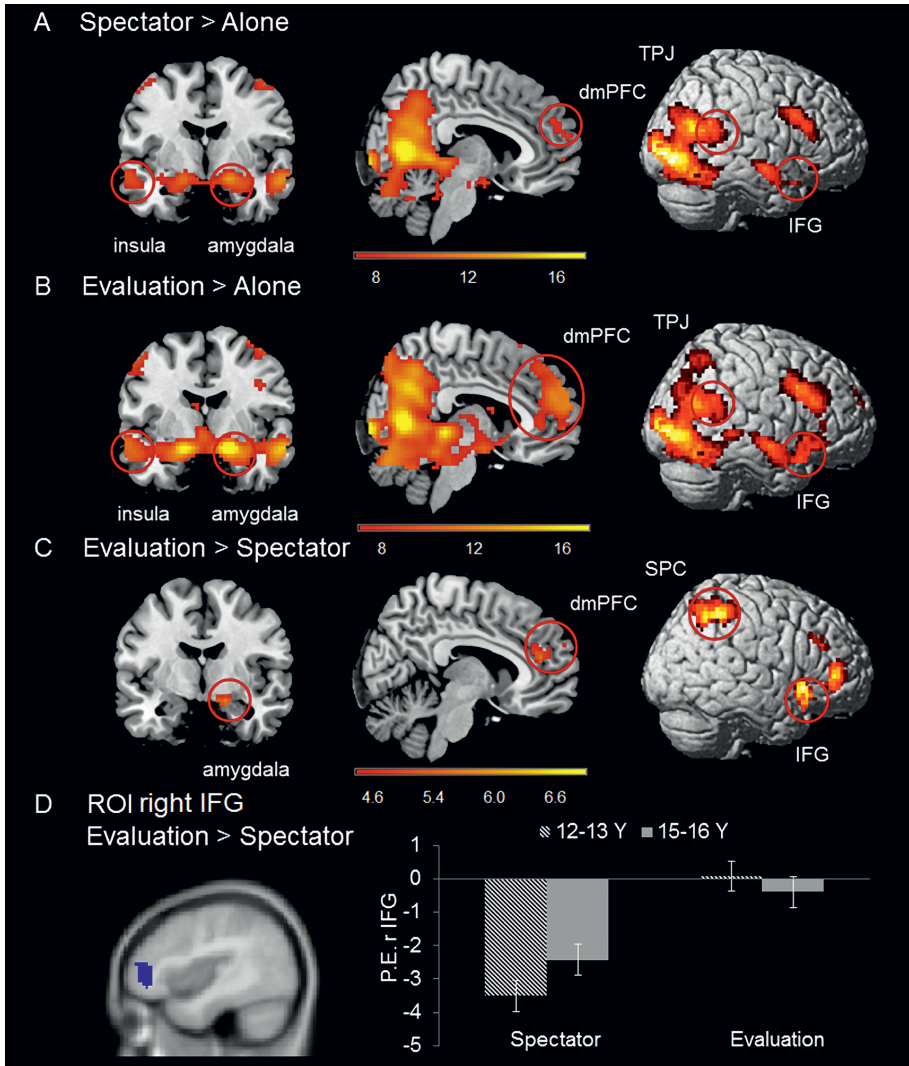 A Spectator > Alone
TPJ
dmPFC
insula
amygdala
IFG
8 12 16
B Evaluation > Alone
TPJ
dmPFC
insula
amygdala
IFG
8 12 16
C Evaluation > Spectator
SPC
dmPFC
amygdala
IFG
4.6 5.4 6.0 6.6
D ROI right IFG
Evaluation > Spectator
12-13 Y 15-16 Y
P.E. r IFG
1
0
-1
-2
-3
-4
-5
Spectator Evaluation